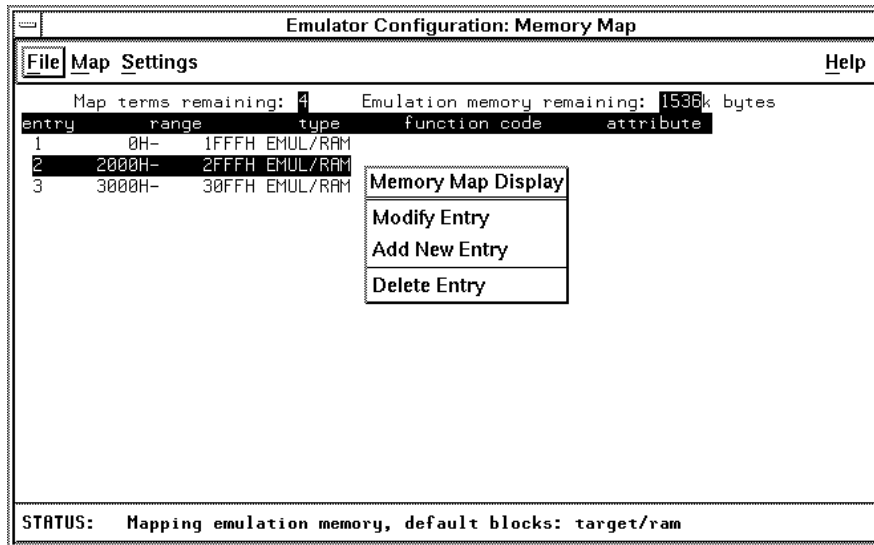 Emulator Configuration: Memory Map
File Map Settings Help
Map terms remaining: 4 Emulation memory remaining: 1536k bytes
entry range type function code attribute
1 0H- 1FFFH EMUL/RAM
2 2000H- 2FFFH EMUL/RAM
3 3000H- 30FFH EMUL/RAM
Memory Map Display
Modify Entry
Add New Entry
Delete Entry
STATUS: Mapping emulation memory, default blocks: target/ram